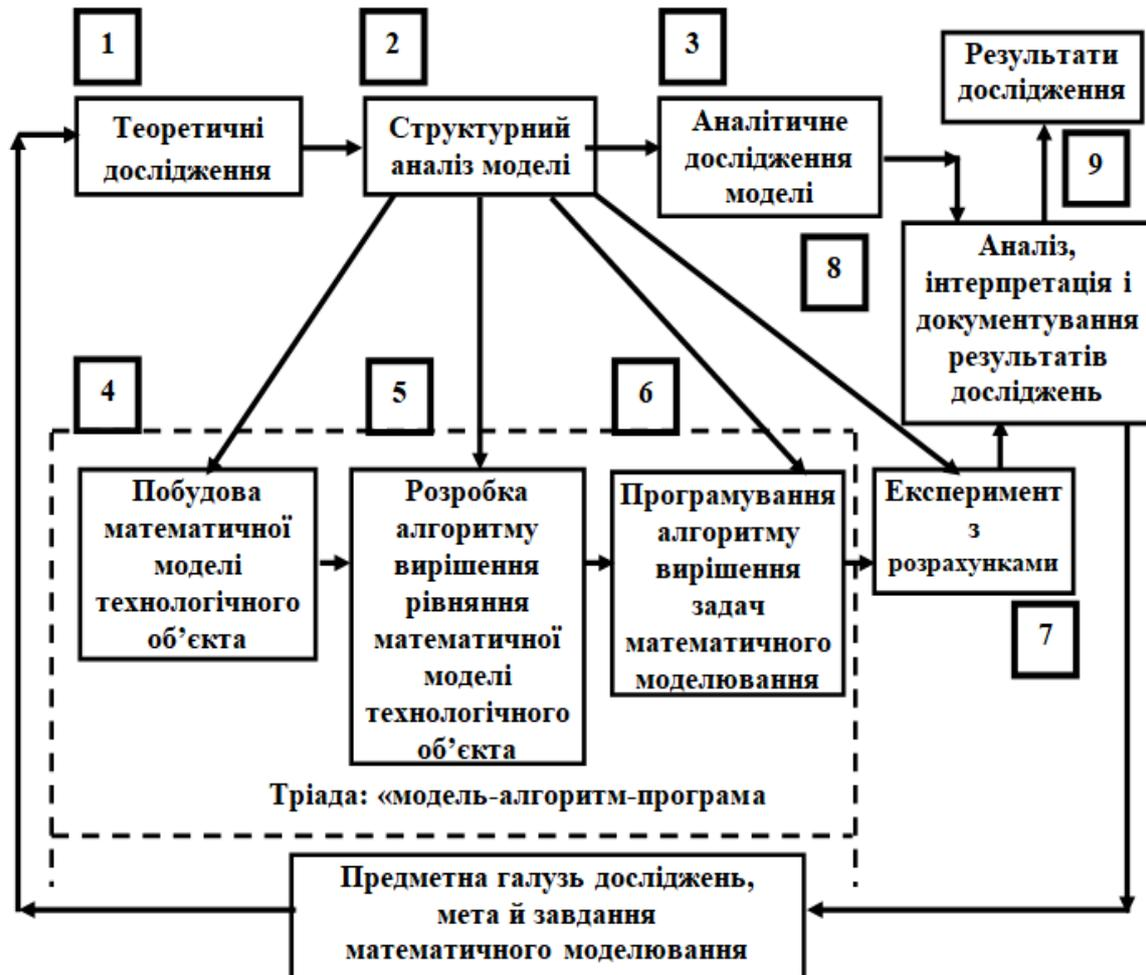 1
2
3
Результати
дослідження
Теоретичні
дослідження
Структурний
аналіз моделі
Аналітичне
дослідження
моделі
9
8
Аналіз,
інтерпретація і
документування
результатів
досліджень
4
5
6
Побудова
математичної
моделі
технологічного
об’єкта
Розробка
алгоритму
вирішення
рівняння
математичної
моделі
технологічного
об’єкта
Програмування
алгоритму
вирішення
задач
математичного
моделювання
Експеримент
з
розрахунками
7
Тріада: «модель-алгоритм-програма
Предметна галузь досліджень,
мета й завдання
математичного моделювання